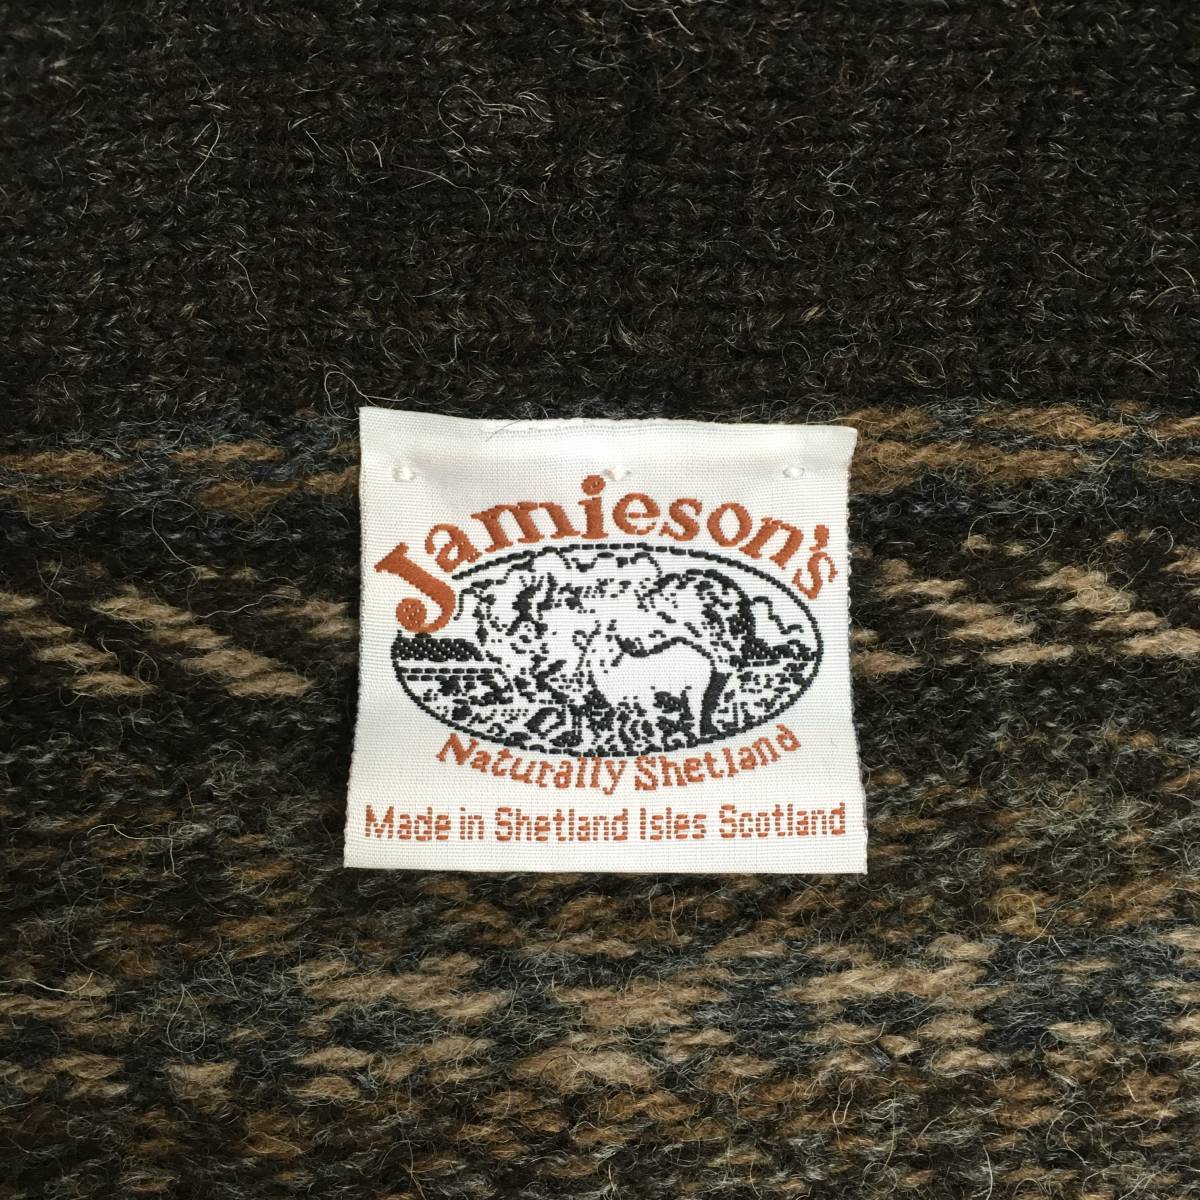 Jamieson's
Naturally Shetland
Made in Shetland Isles Scotland